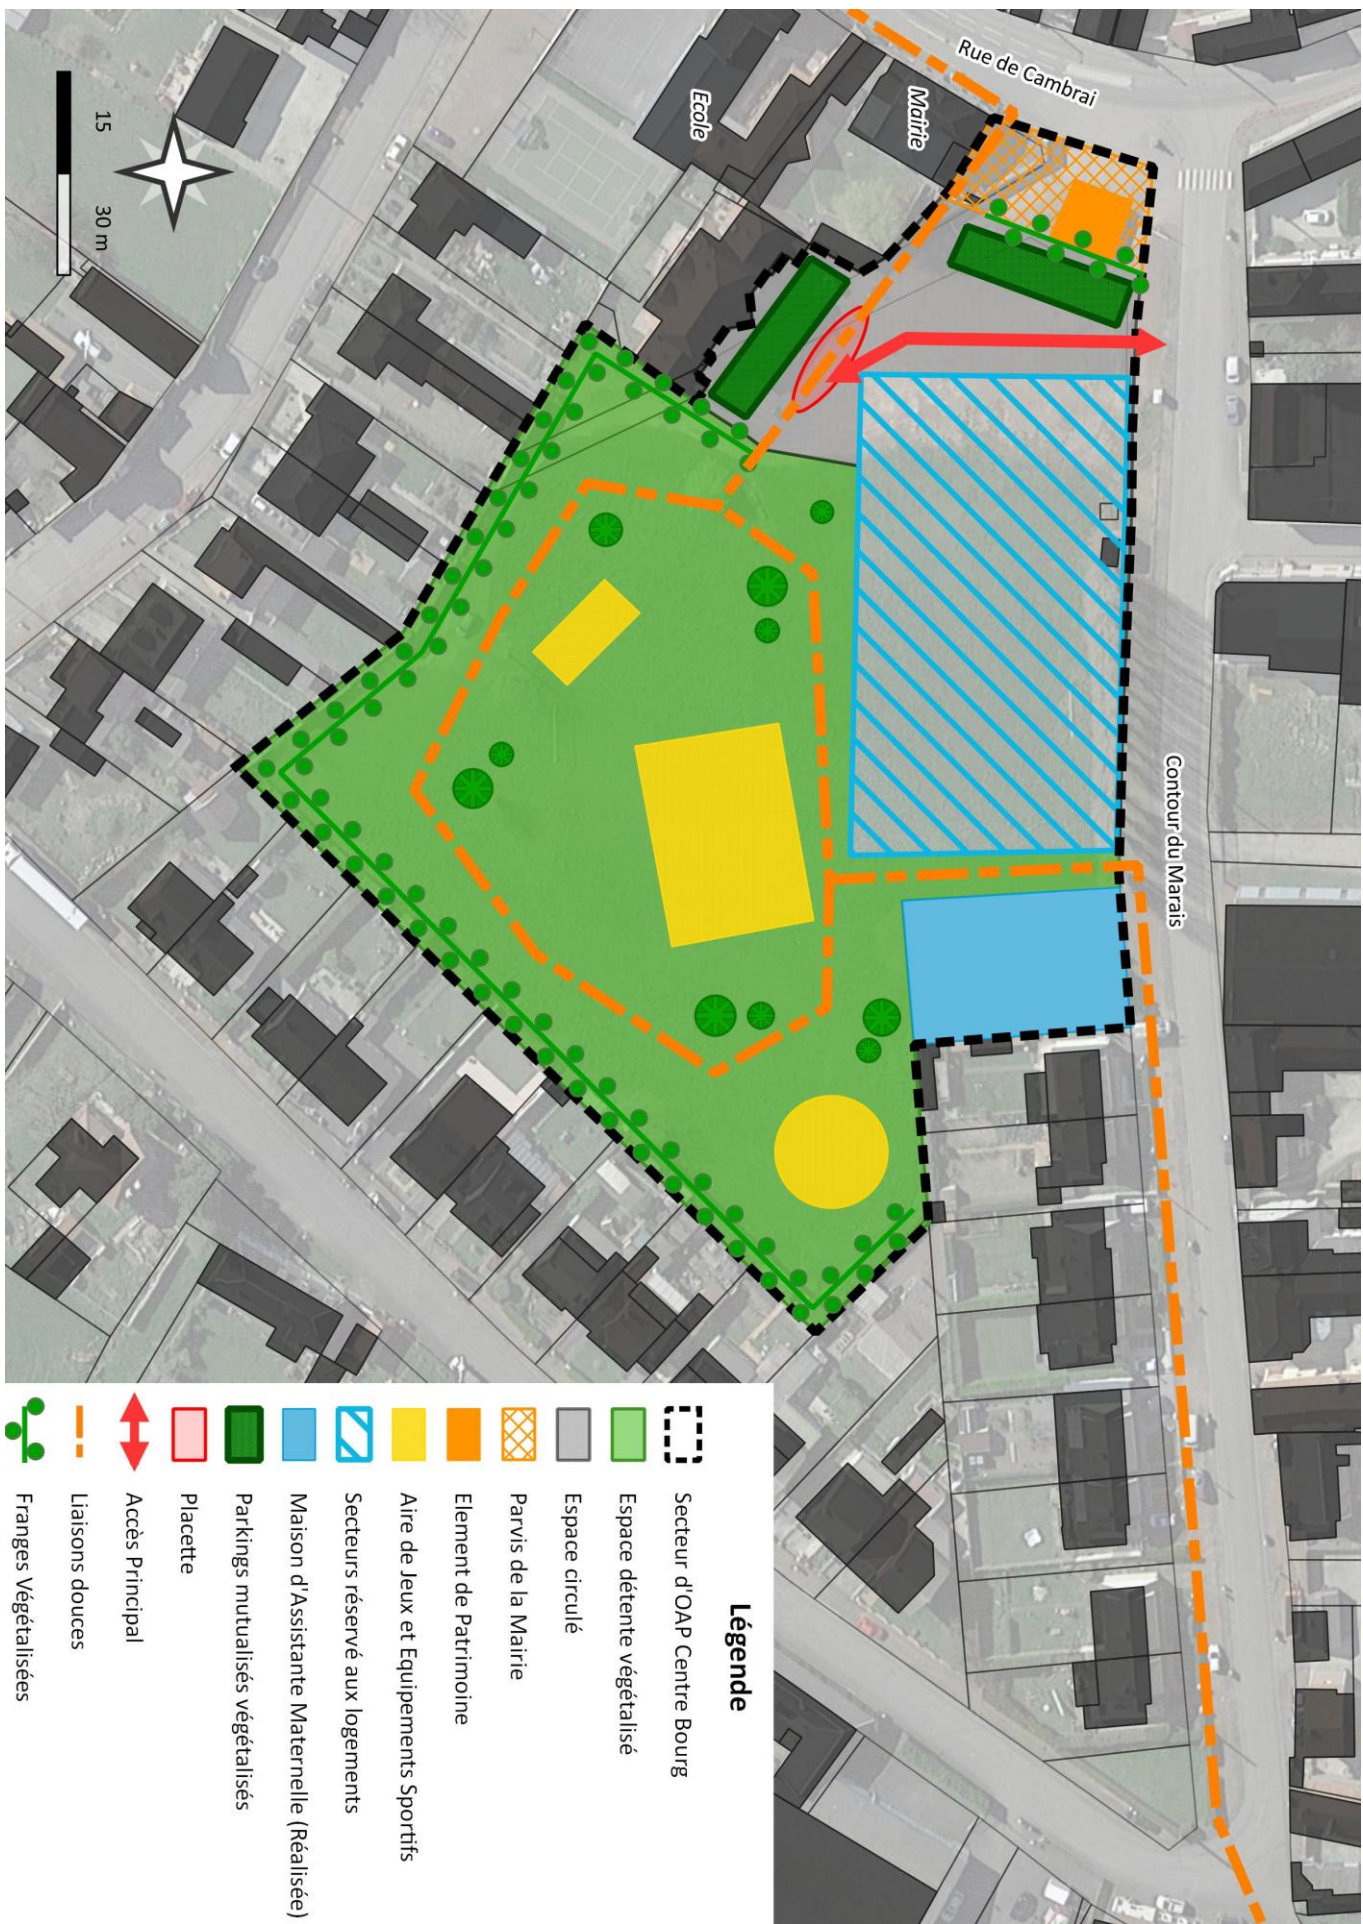 Rue de Cambrai
Mairie
Ecole
Contour du Marais
15
30 m
Légende
Secteur d'OAP Centre Bourg
Espace détente végétalisé
Espace circulé
Parvis de la Mairie
Element de Patrimoine
Aire de Jeux et Equipements Sportifs
Secteurs réservé aux logements
Maison d'Assistante Maternelle (Réalisée)
Parkings mutualisés végétalisés
Placette
Accès Principal
Liaisons douces
Franges Végétalisées